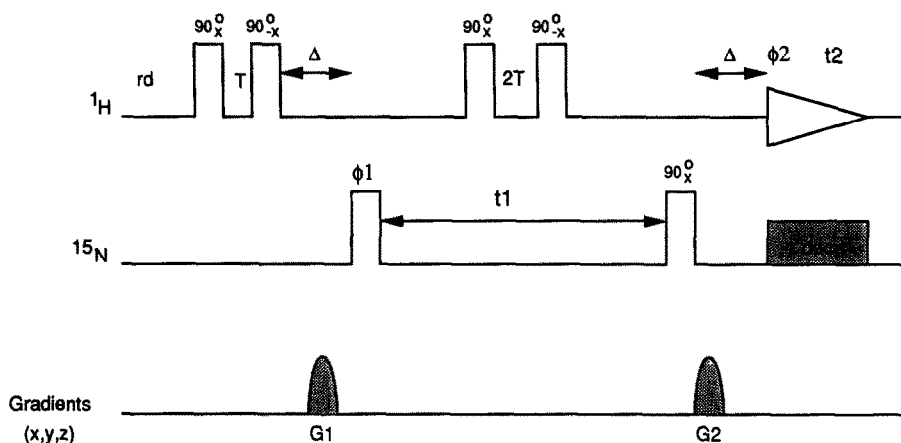 90°x 90°-x 90°x 90°-x
Δ Δ ϕ2 t2
rd T 2T
¹H
ϕ1 90°x
t1
¹⁵N
Gradients
(x,y,z) G1 G2